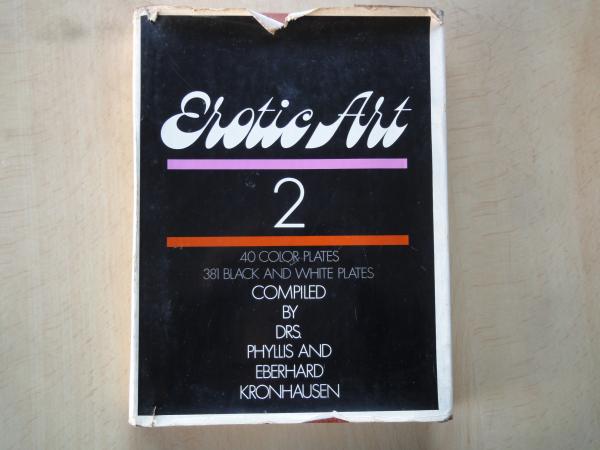 Erotic Art
2
40 COLOR PLATES
381 BLACK AND WHITE PLATES
COMPILED
BY
DRS.
PHYLLIS AND
EBERHARD
KRONHAUSEN